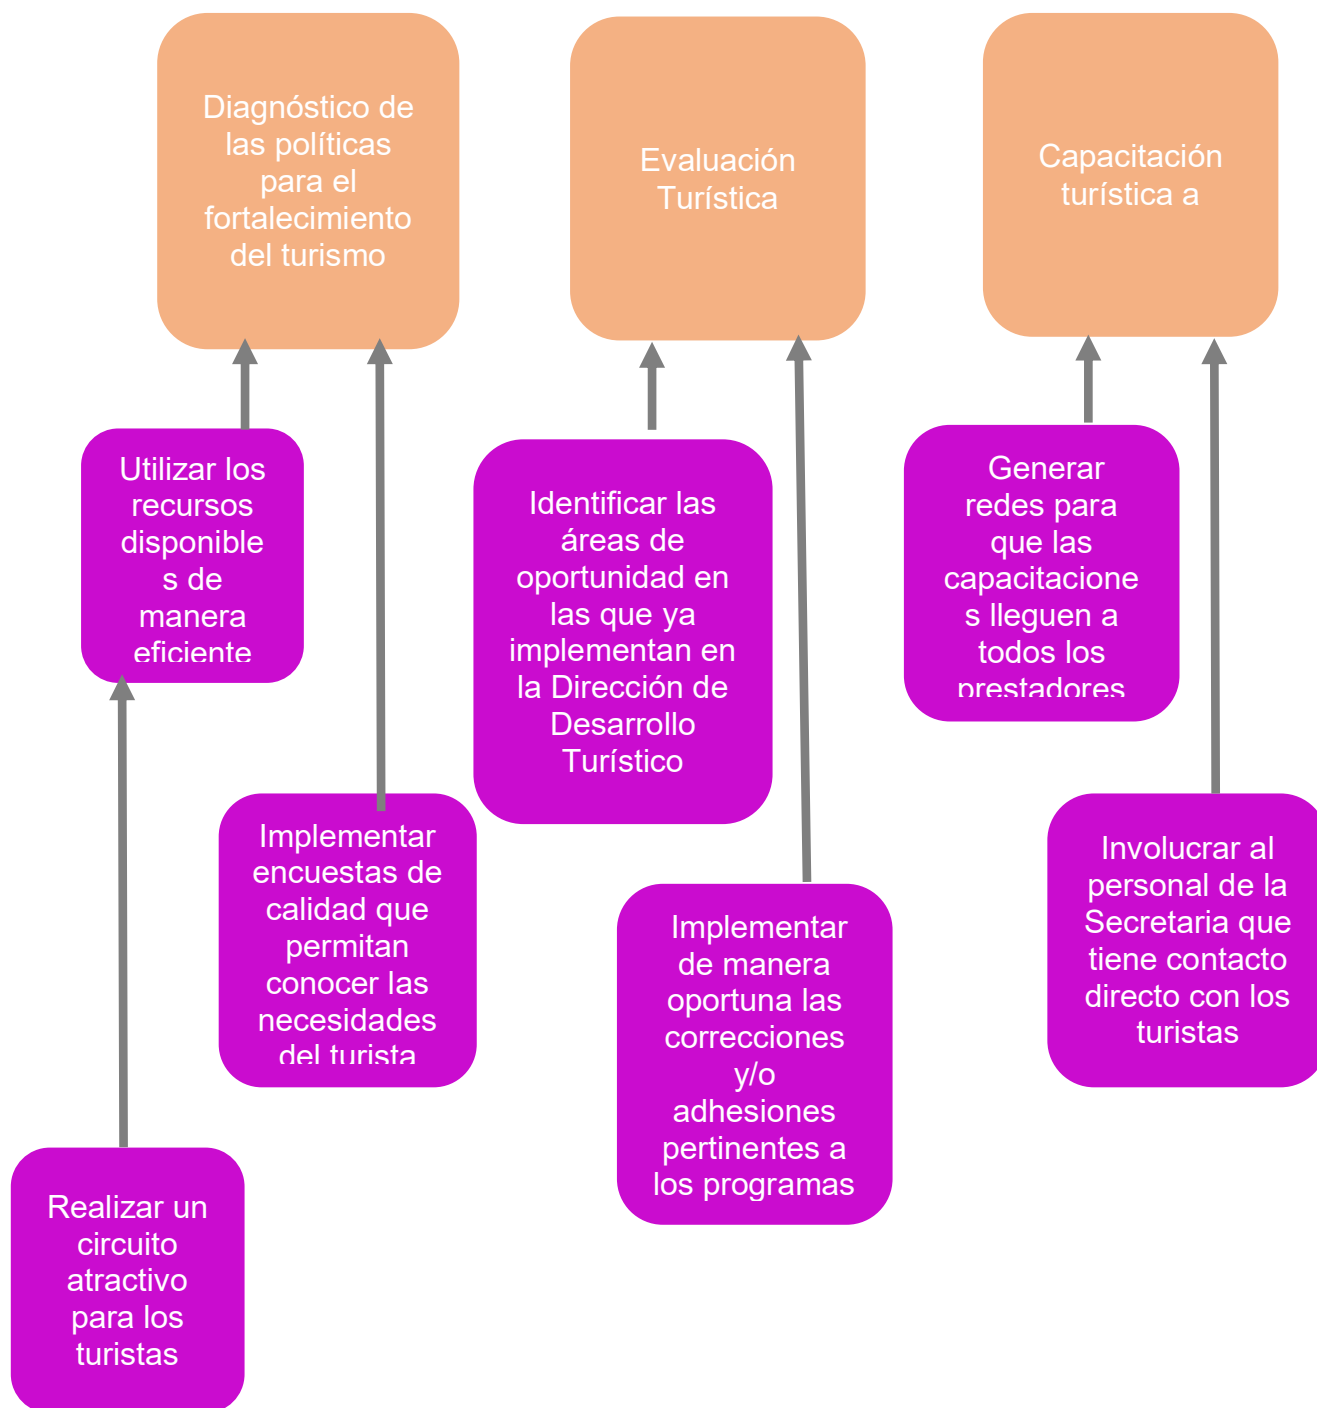 Diagnóstico de
las políticas
para el
fortalecimiento
del turismo
Evaluación
Turística
Capacitación
turística a
Utilizar los
recursos
disponible
s de
manera
eficiente
Identificar las
áreas de
oportunidad en
las que ya
implementan en
la Dirección de
Desarrollo
Turístico
Generar
redes para
que las
capacitacione
s lleguen a
todos los
prestadores
Implementar
encuestas de
calidad que
permitan
conocer las
necesidades
del turista
Implementar
de manera
oportuna las
correcciones
y/o
adhesiones
pertinentes a
los programas
Involucrar al
personal de la
Secretaria que
tiene contacto
directo con los
turistas
Realizar un
circuito
atractivo
para los
turistas